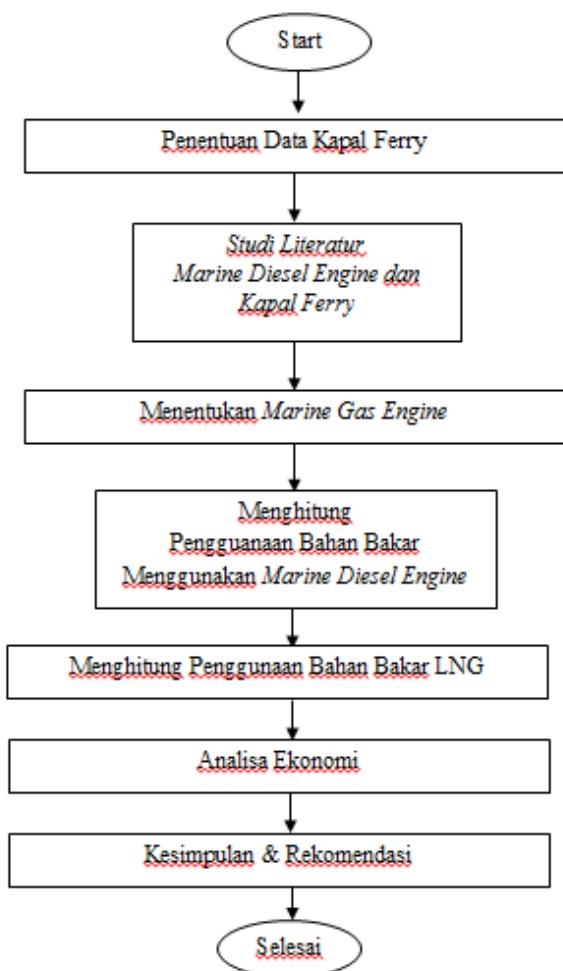 Start
Penentuan Data Kapal Ferry
Studi Literatur
Marine Diesel Engine dan
Kapal Ferry
Menentukan Marine Gas Engine
Menghitung
Pengguanaan Bahan Bakar
Menggunakan Marine Diesel Engine
Menghitung Penggunaan Bahan Bakar LNG
Analisa Ekonomi
Kesimpulan & Rekomendasi
Selesai